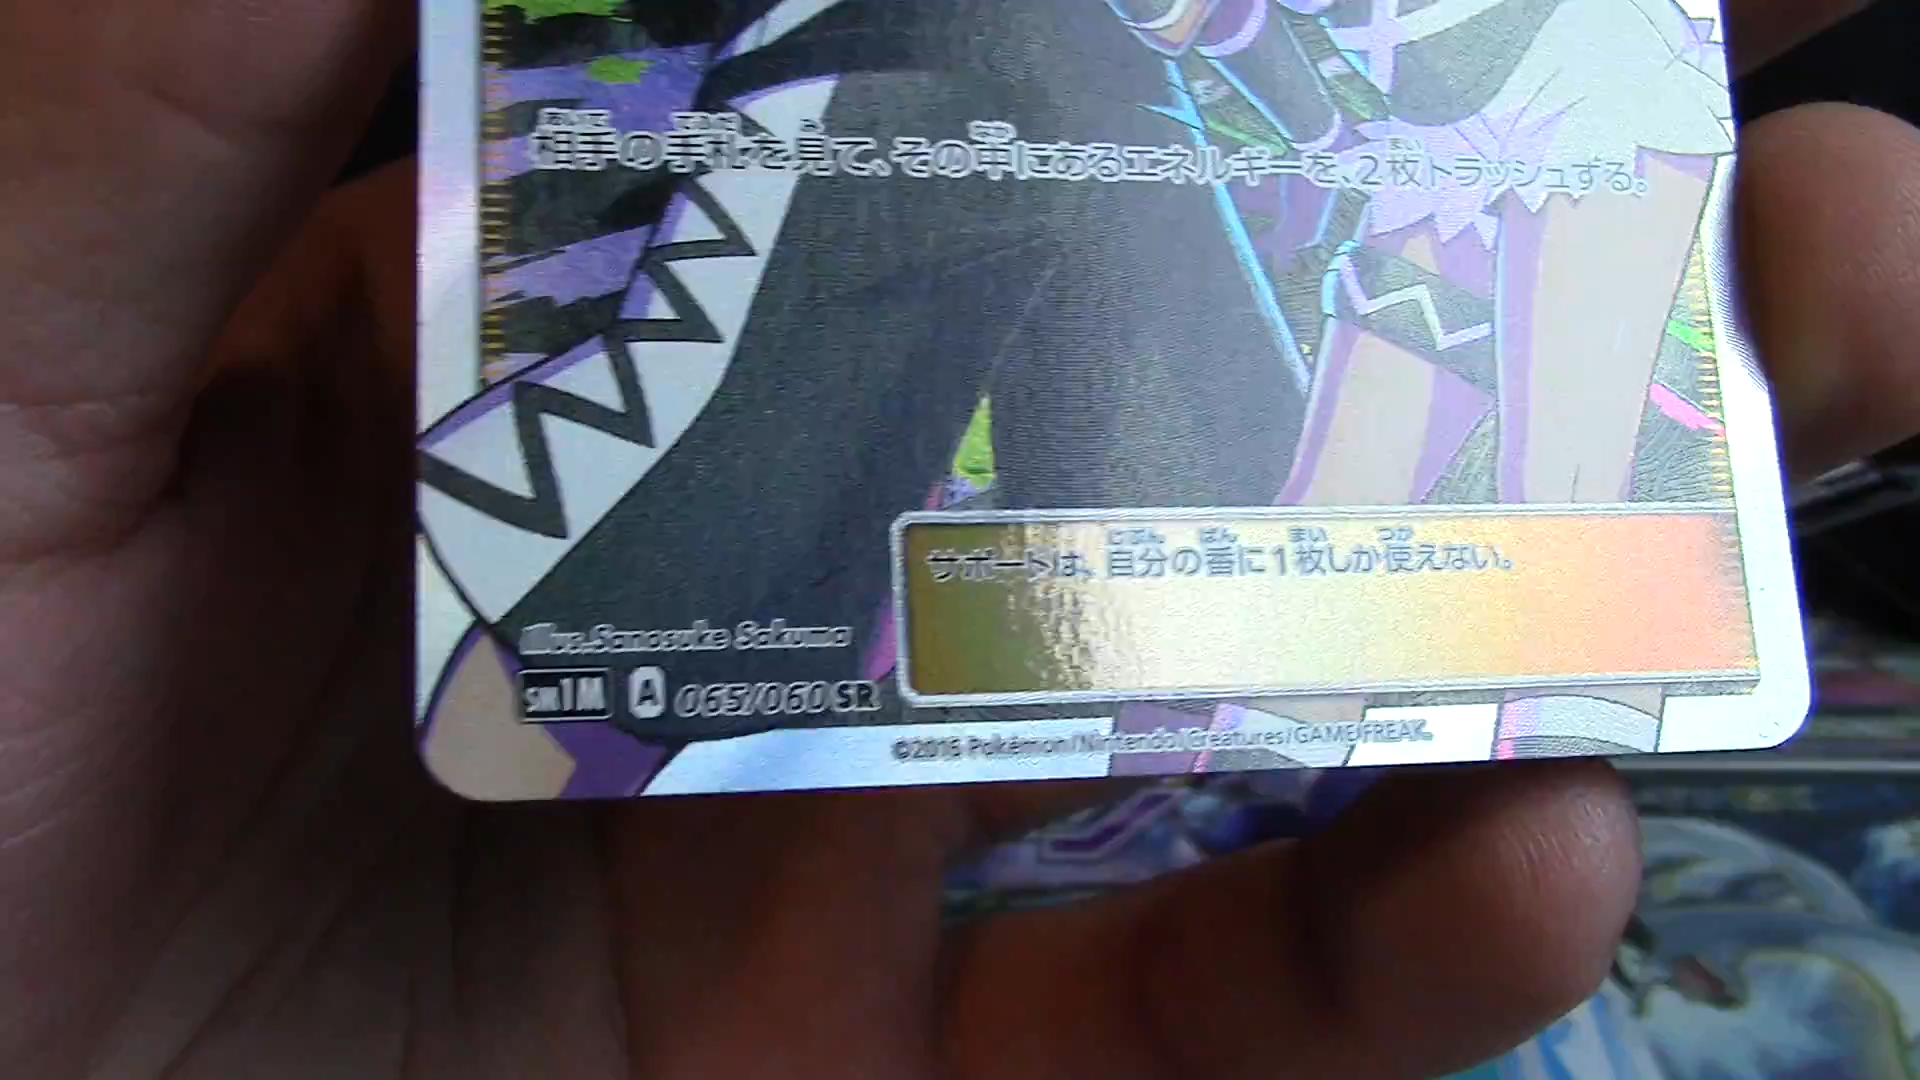 相手の手札を見て、その中にあるエネルギーを、2枚トラッシュする。
サポートは、自分の番に1枚しか使えない。
Illus.Sanosuke Sakuma
SM1M A 065/060 SR
©2016 Pokémon/Nintendo/Creatures/GAME FREAK.